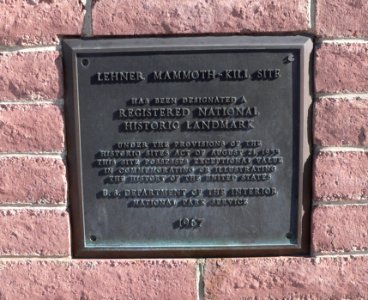 LEHNER MAMMOTH-KILL SITE
HAS BEEN DESIGNATED A
REGISTERED NATIONAL
HISTORIC LANDMARK
UNDER THE PROVISIONS OF THE
HISTORIC SITES ACT OF AUGUST 21, 1935
THIS SITE POSSESSES EXCEPTIONAL VALUE
IN COMMEMORATING OR ILLUSTRATING
THE HISTORY OF THE UNITED STATES
U. S. DEPARTMENT OF THE INTERIOR
NATIONAL PARK SERVICE
1967